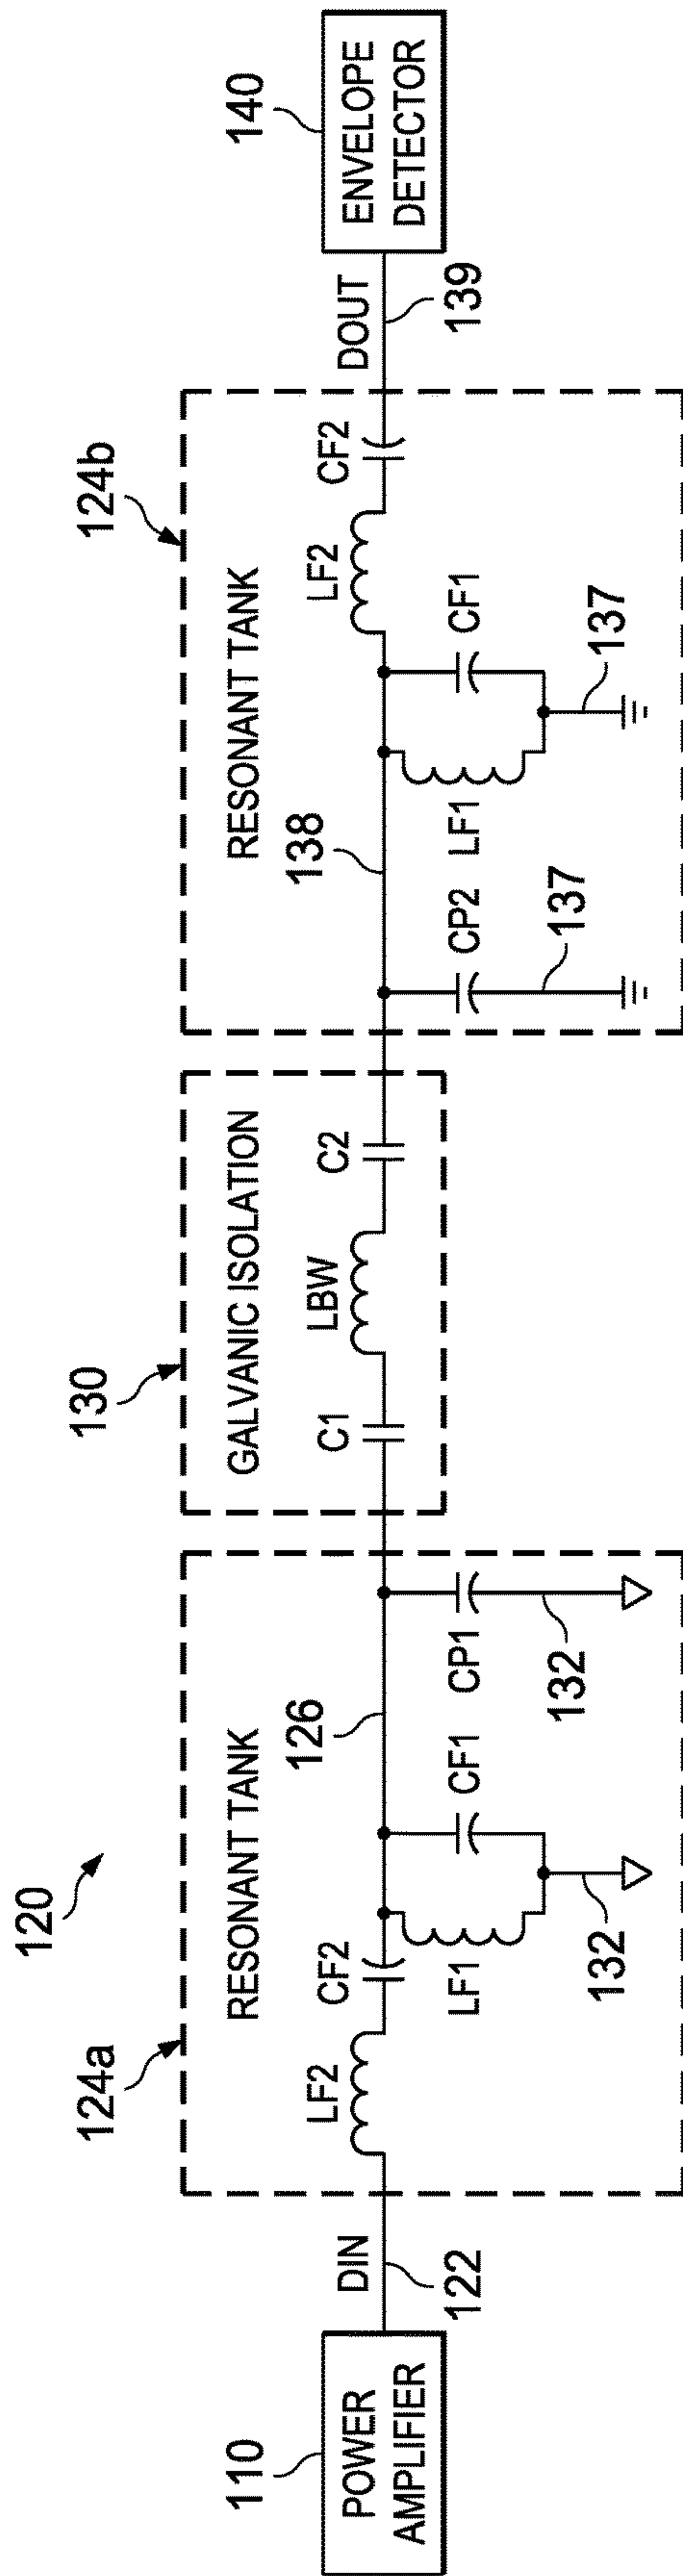 120
110
POWER
AMPLIFIER
DIN
122
124a
RESONANT TANK
LF2
CF2
126
LF1
CF1
CP1
132
132
130
GALVANIC ISOLATION
C1
LBW
C2
124b
RESONANT TANK
138
LF2
CF2
CP2
LF1
CF1
137
137
DOUT
139
140
ENVELOPE
DETECTOR